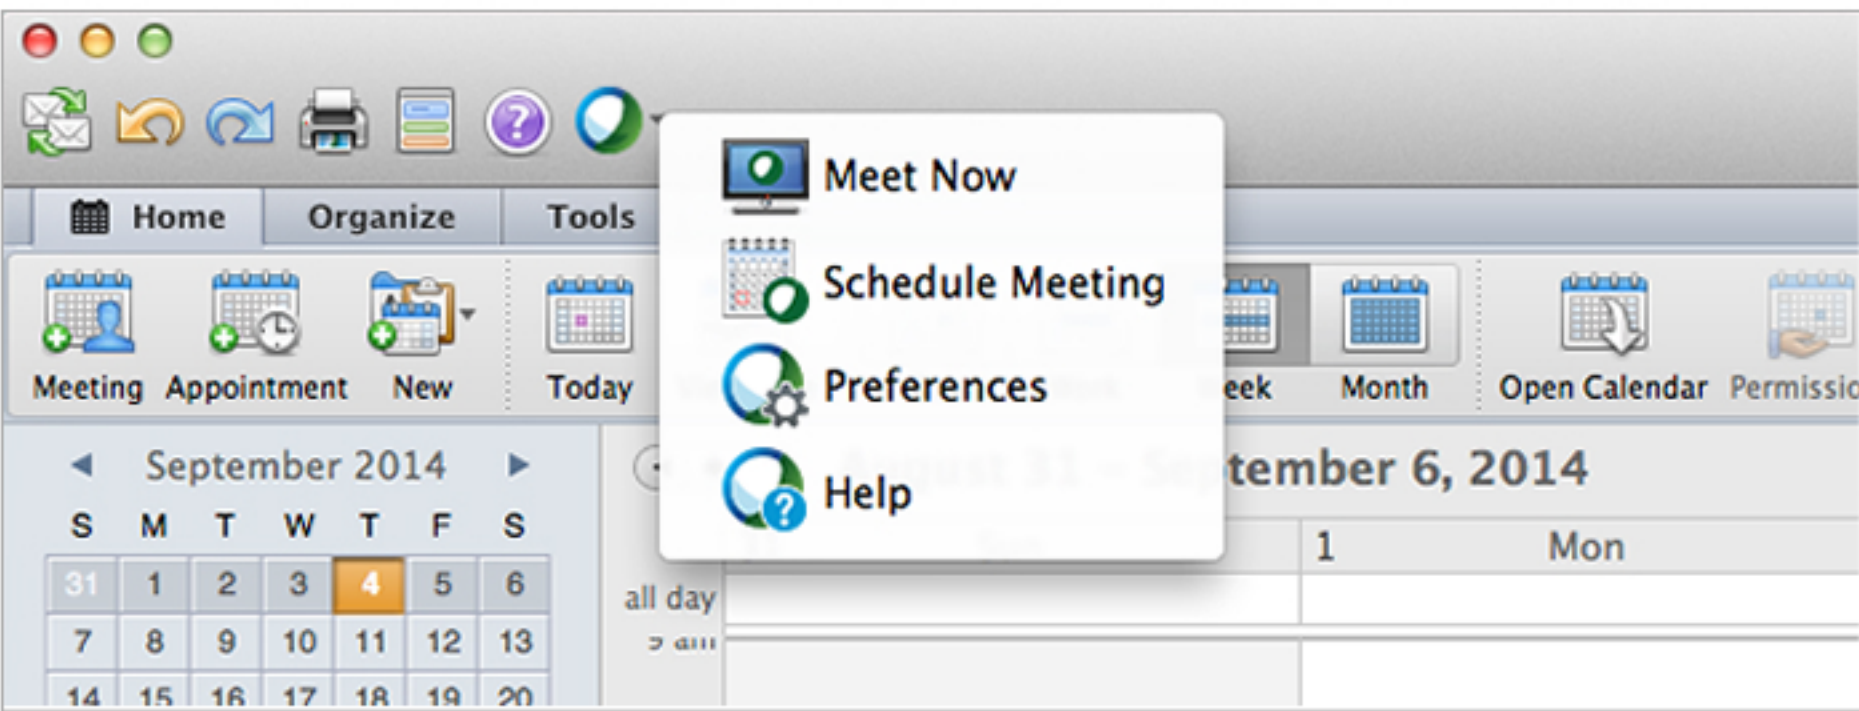 Meet Now
Home Organize Tools
Schedule Meeting
Meeting Appointment New Today Preferences Month Open Calendar
September 2014
tember 6, 2014
Help
S M T W T F S
1 Mon
31 1 2 3 4 5 6
all day
7 8 9 10 11 12 13
9 am
14 15 16 17 18 19 20